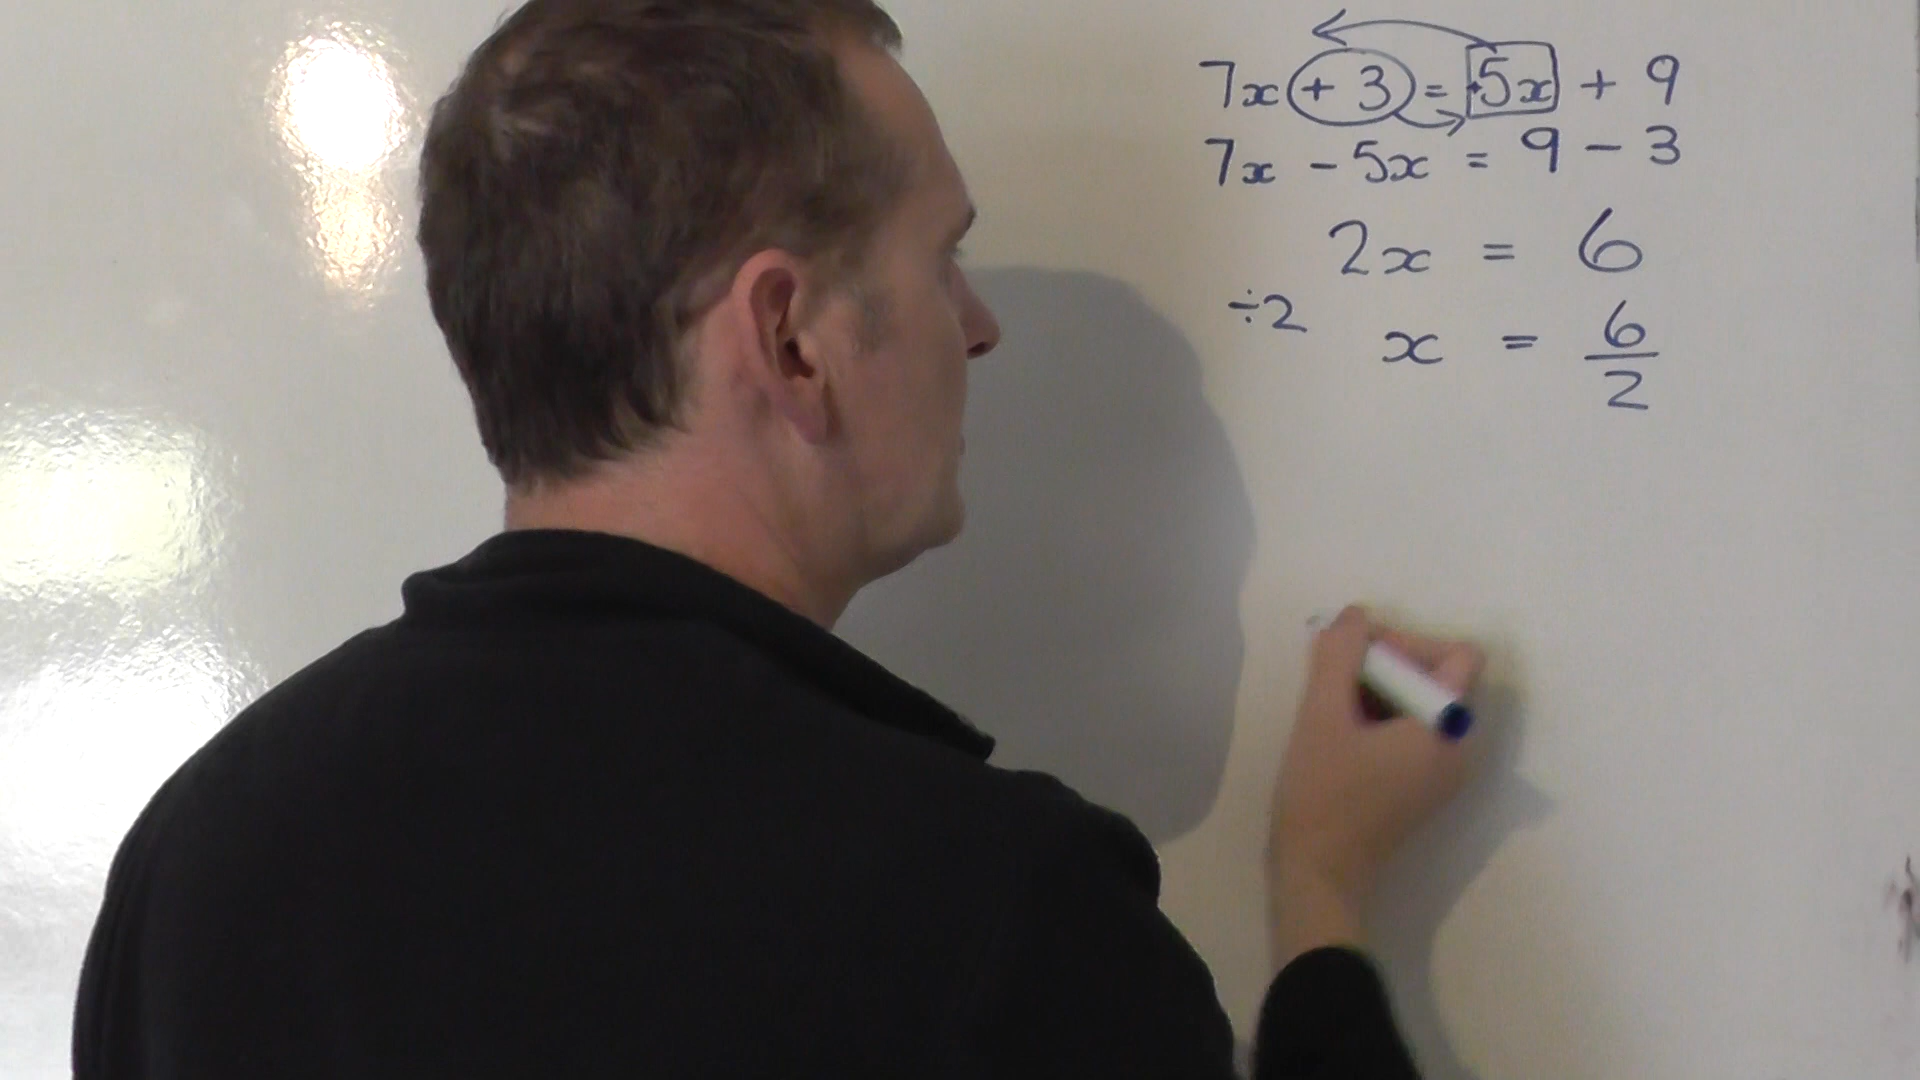 7x + 3 = +5x + 9
7x - 5x = 9 - 3
2x = 6
÷2 x = 6/2